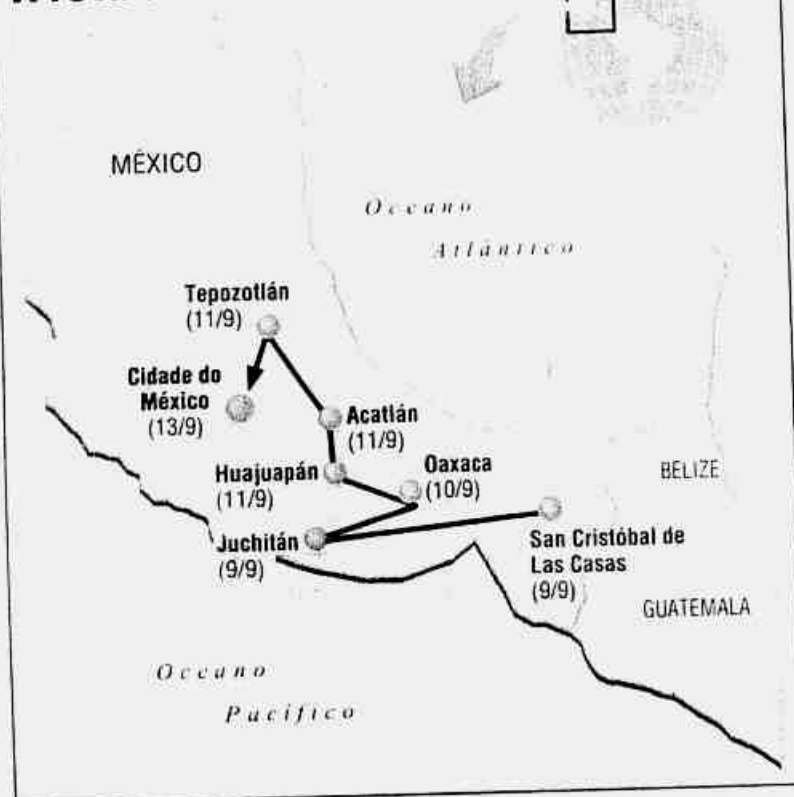 MÉXICO
Oceano
Atlántico
Tepozotlán
(11/9)
Cidade do
México
(13/9)
Acatlán
(11/9)
Huajuapán
(11/9)
Oaxaca
(10/9)
BELIZE
Juchitán
(9/9)
San Cristóbal de
Las Casas
(9/9)
GUATEMALA
Oceano
Pacífico